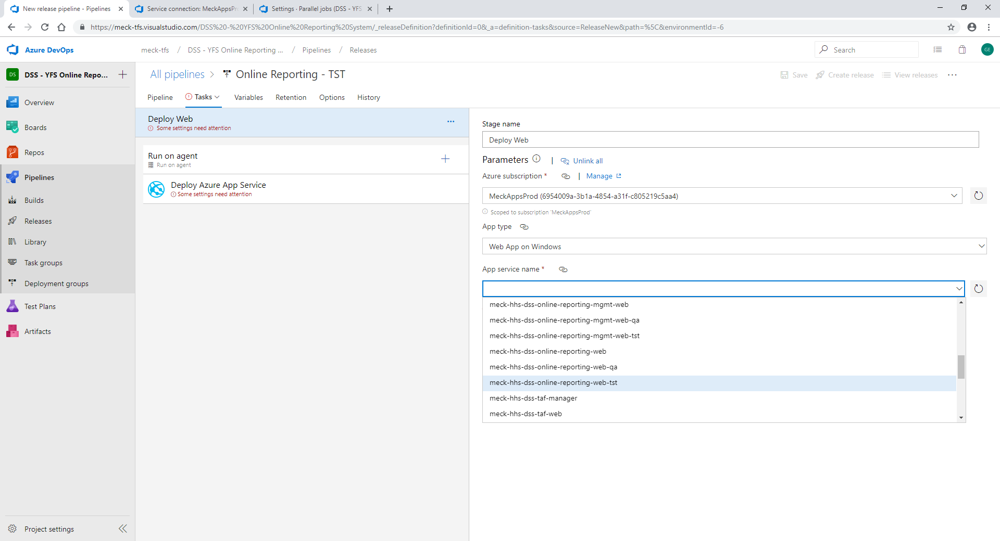 New release pipeline - Pipelines
Service connection: MeckAppsPro
Settings · Parallel jobs (DSS - YFS
https://meck-tfs.visualstudio.com/DSS%20-%20YFS%20Online%20Reporting%20System/_releaseDefinition?definitionId=0&_a=definition-tasks&source=ReleaseNew&path=%5C&environmentId=-6
Azure DevOps
meck-tfs / DSS - YFS Online Reporting ... / Pipelines / Releases
Search
GE
DS DSS - YFS Online Repo...
All pipelines > Online Reporting - TST
Save Create release View releases ...
Pipeline Tasks Variables Retention Options History
Overview
Boards
Repos
Pipelines
Builds
Releases
Library
Task groups
Deployment groups
Test Plans
Artifacts
Project settings
Deploy Web
Some settings need attention
Run on agent
Run on agent
Deploy Azure App Service
Some settings need attention
Stage name
Deploy Web
Parameters | Unlink all
Azure subscription * | Manage
MeckAppsProd (6954009a-3b1a-4854-a31f-c805219c5aa4)
Scoped to subscription 'MeckAppsProd'
App type
Web App on Windows
App service name *
meck-hhs-dss-online-reporting-mgmt-web
meck-hhs-dss-online-reporting-mgmt-web-qa
meck-hhs-dss-online-reporting-mgmt-web-tst
meck-hhs-dss-online-reporting-web
meck-hhs-dss-online-reporting-web-qa
meck-hhs-dss-online-reporting-web-tst
meck-hhs-dss-taf-manager
meck-hhs-dss-taf-web